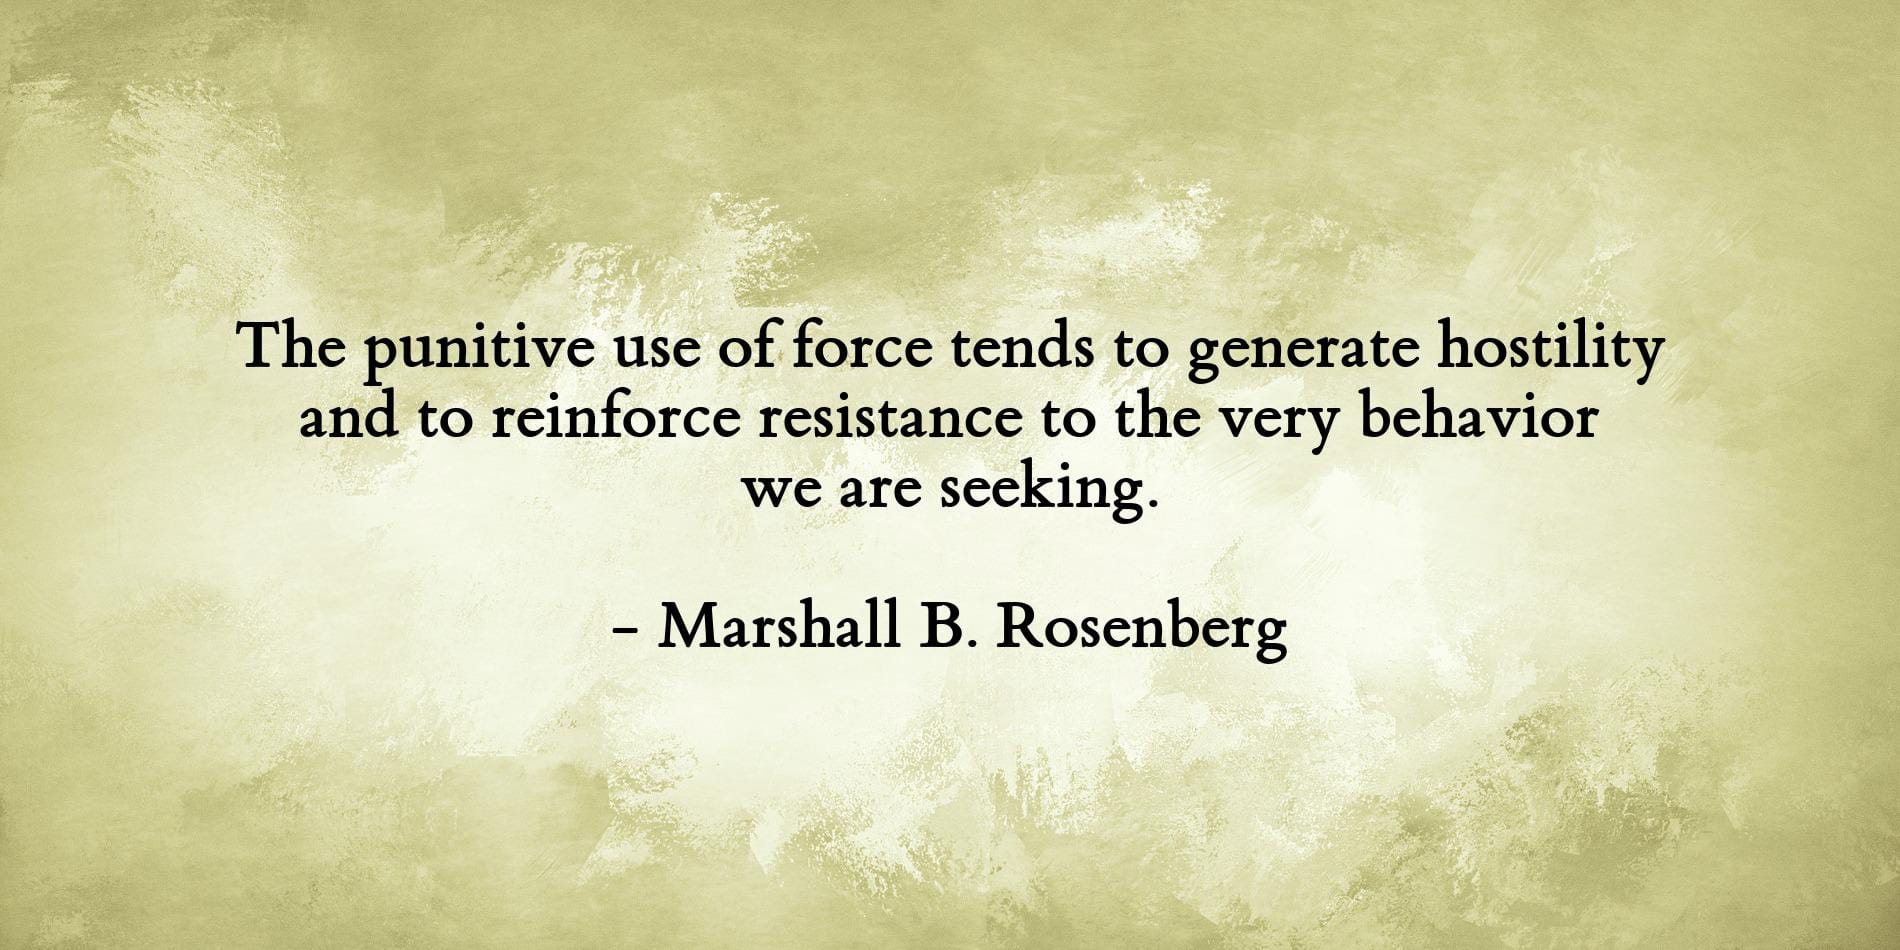 The punitive use of force tends to generate hostility
and to reinforce resistance to the very behavior
we are seeking.
– Marshall B. Rosenberg